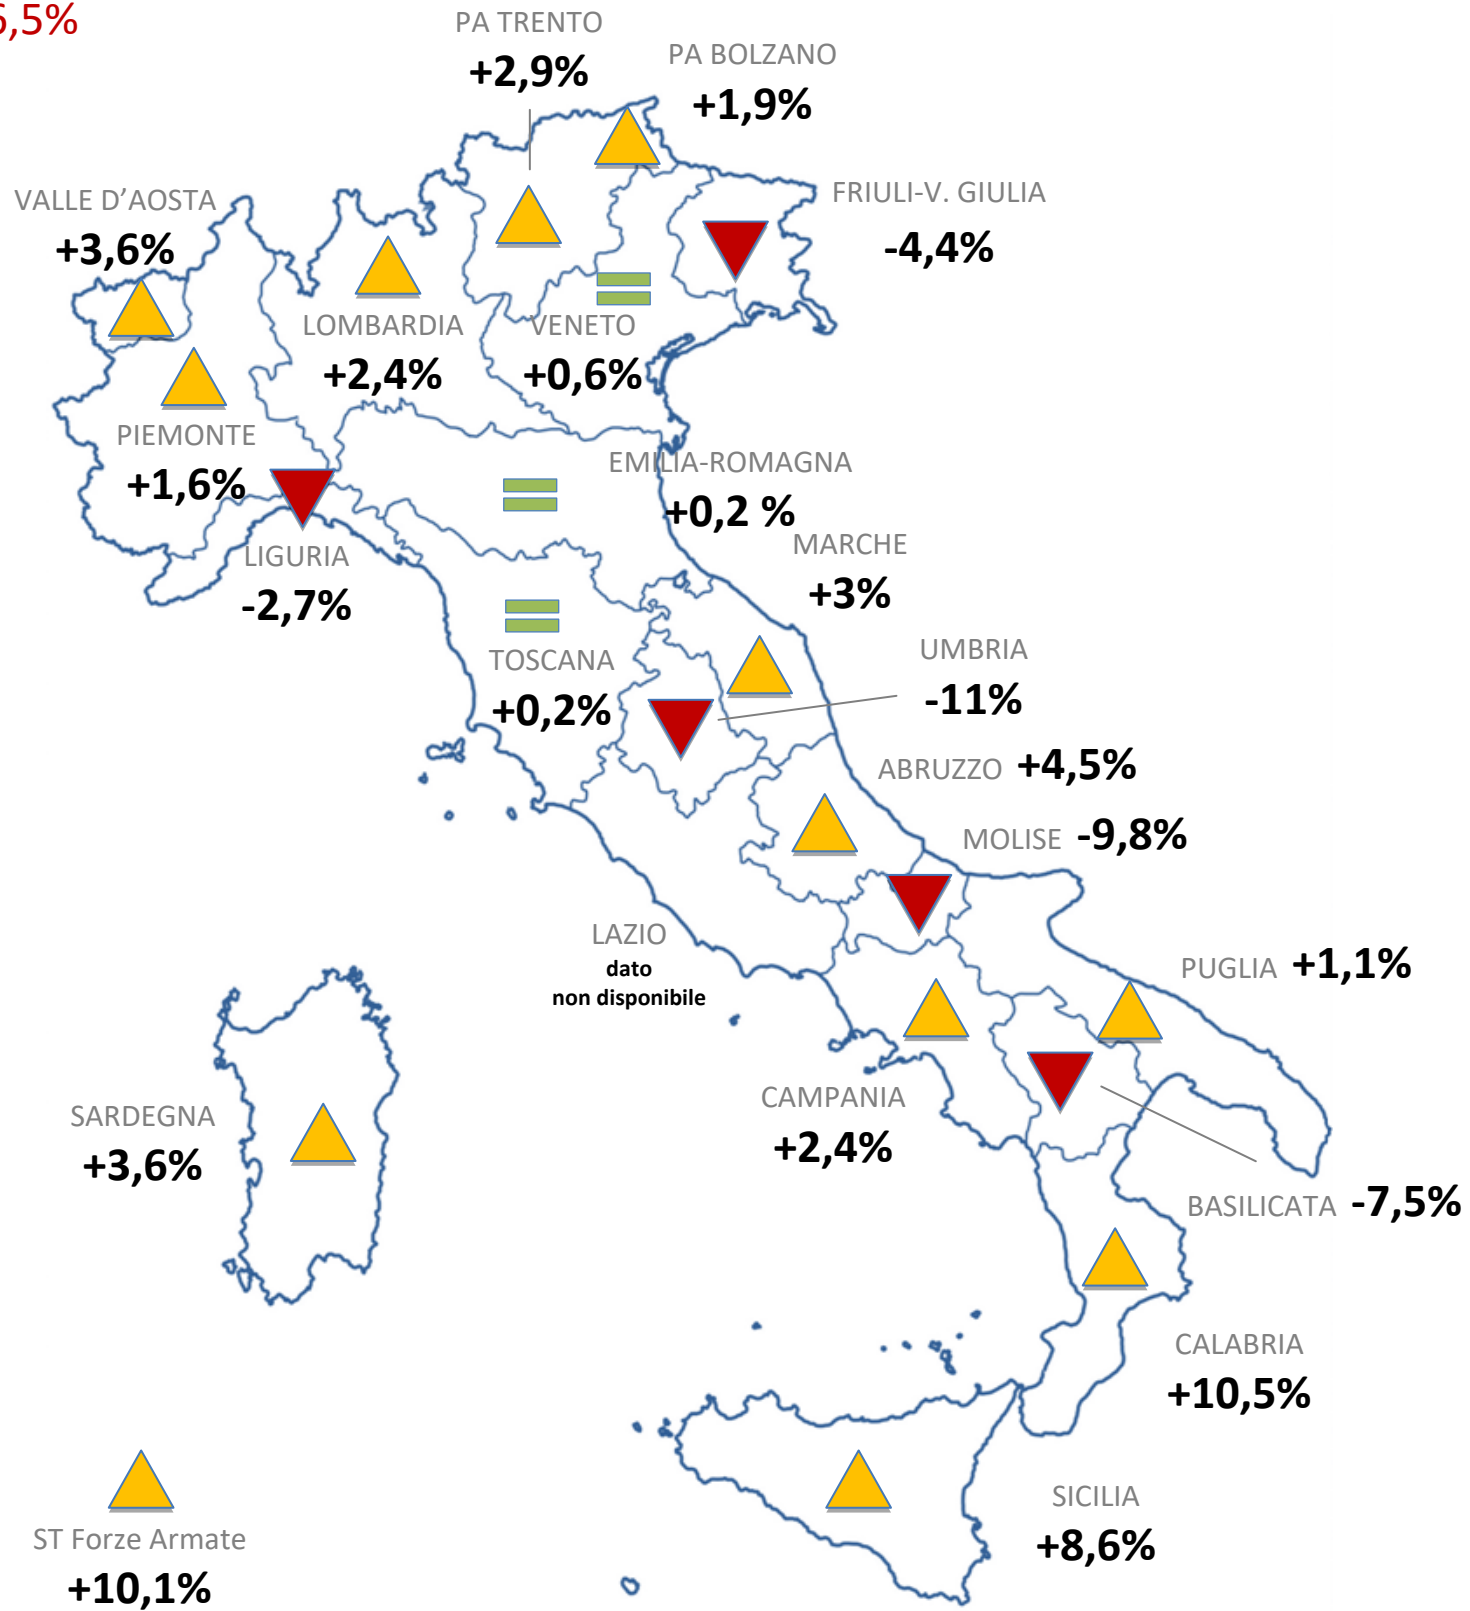 6,5%
PA TRENTO
+2,9%
PA BOLZANO
+1,9%
VALLE D’AOSTA
+3,6%
FRIULI-V. GIULIA
-4,4%
LOMBARDIA
+2,4%
VENETO
+0,6%
PIEMONTE
+1,6%
EMILIA-ROMAGNA
+0,2 %
LIGURIA
-2,7%
MARCHE
+3%
TOSCANA
+0,2%
UMBRIA
-11%
ABRUZZO +4,5%
MOLISE -9,8%
LAZIO
dato
non disponibile
PUGLIA +1,1%
CAMPANIA
+2,4%
SARDEGNA
+3,6%
BASILICATA -7,5%
CALABRIA
+10,5%
SICILIA
+8,6%
ST Forze Armate
+10,1%